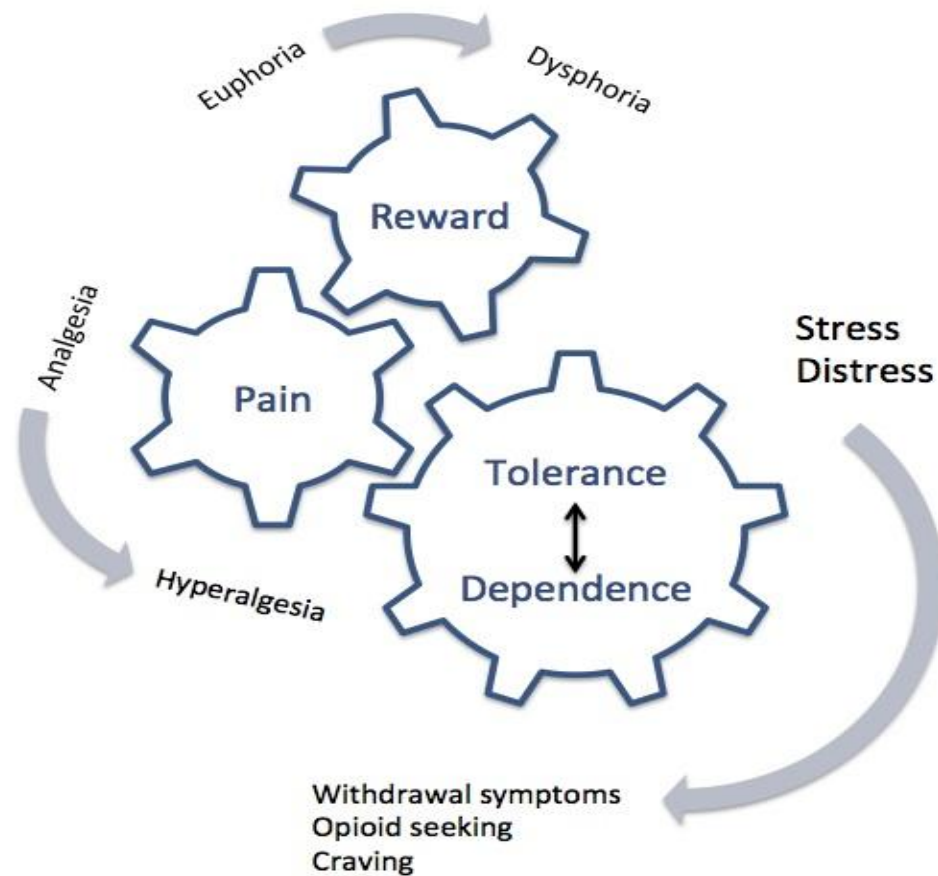 Euphoria
Dysphoria
Reward
Analgesia
Pain
Hyperalgesia
Stress
Distress
Tolerance
Dependence
Withdrawal symptoms
Opioid seeking
Craving